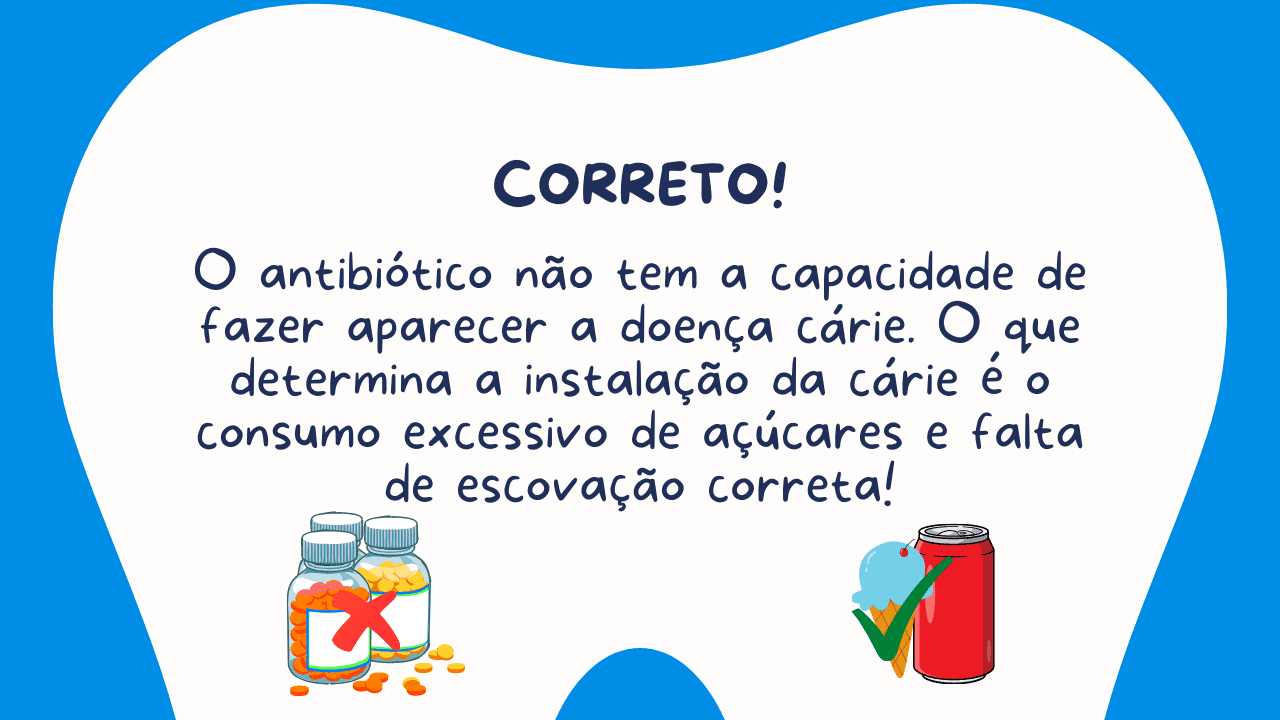 CORRETO!
O antibiótico não tem a capacidade de
fazer aparecer a doença cárie. O que
determina a instalação da cárie é o
consumo excessivo de açúcares e falta
de escovação correta!